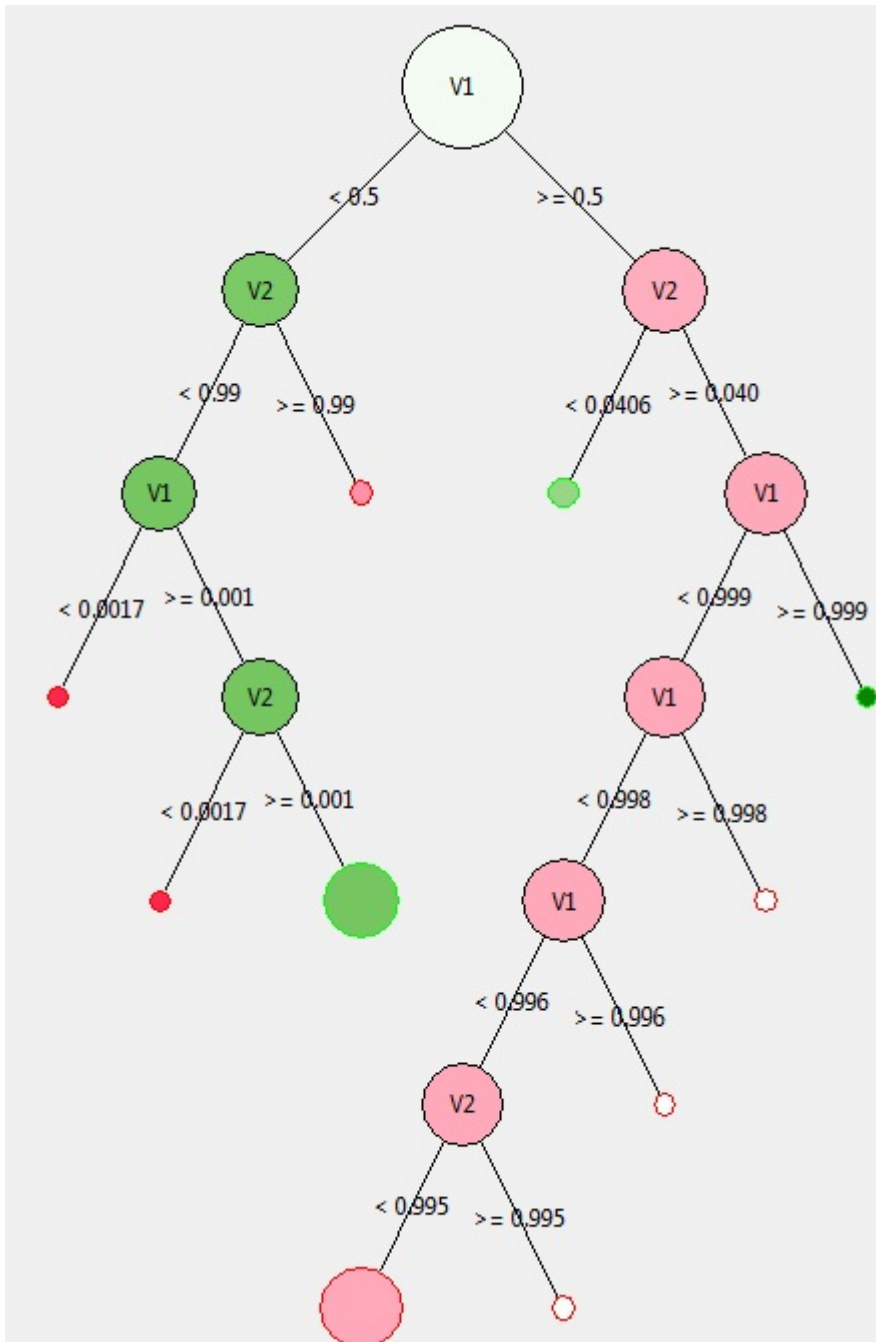 V1
< 0.5
>= 0.5
V2
V2
< 0.99
>= 0.99
< 0.0406
>= 0.040
V1
V1
< 0.0017
>= 0.001
< 0.999
>= 0.999
V2
V1
< 0.0017
>= 0.001
< 0.998
>= 0.998
V1
< 0.996
>= 0.996
V2
< 0.995
>= 0.995